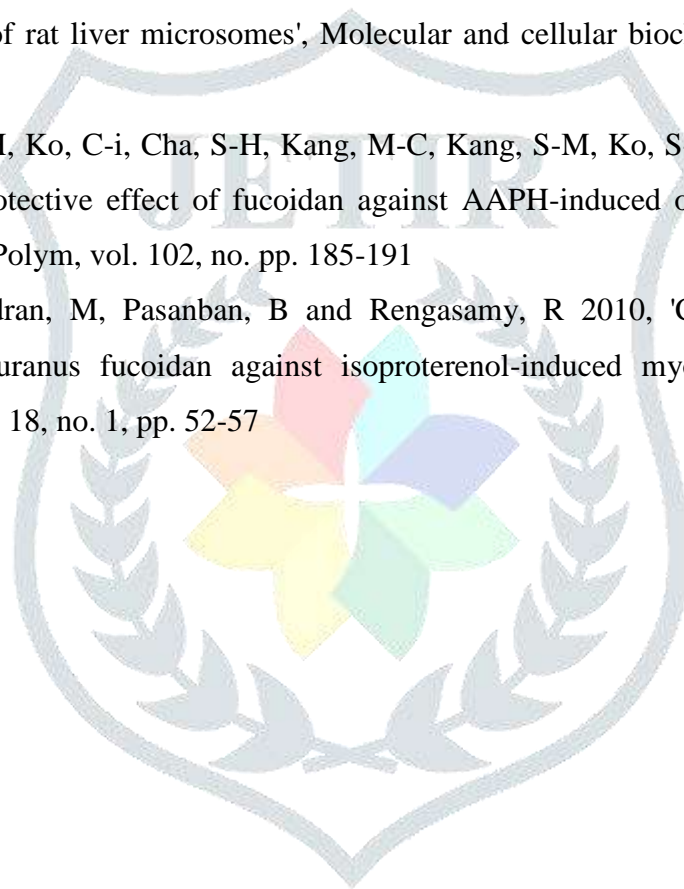 of rat liver microsomes', Molecular and cellular bioc
JETIR
Ko, C-i, Cha, S-H, Kang, M-C, Kang, S-M, Ko, S
otective effect of fucoidan against AAPH-induced o
Polym, vol. 102, no. pp. 185-191
dran, M, Pasanban, B and Rengasamy, R 2010, 'C
uranus fucoidan against isoproterenol-induced myo
18, no. 1, pp. 52-57